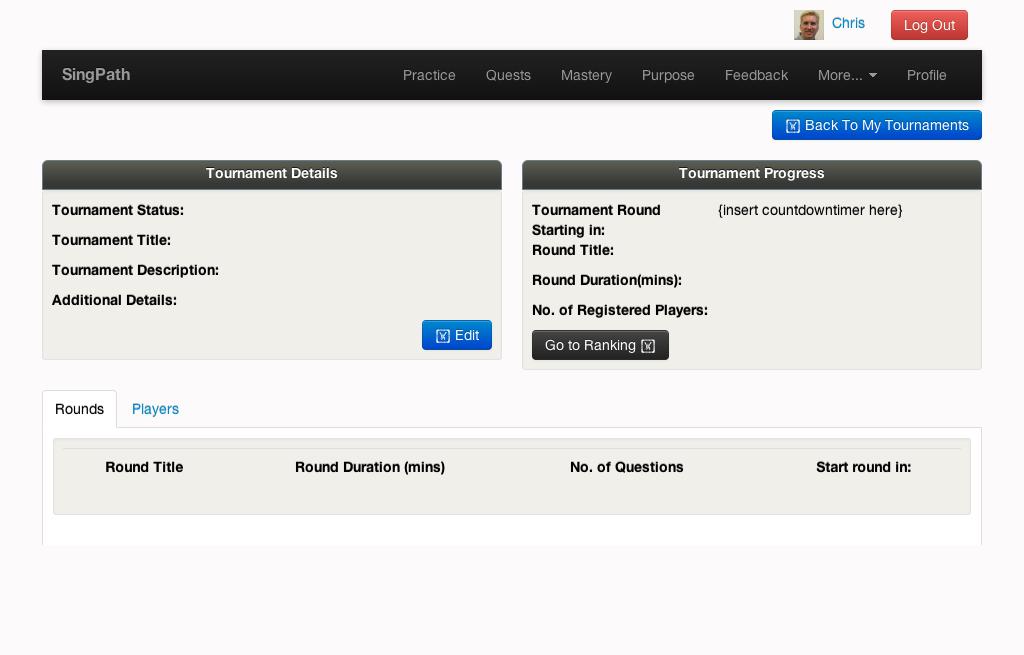 Chris
Log Out
SingPath
Practice
Quests
Mastery
Purpose
Feedback
More...
Profile
Back To My Tournaments
Tournament Details
Tournament Status:
Tournament Title:
Tournament Description:
Additional Details:
Edit
Tournament Progress
Tournament Round {insert countdowntimer here}
Starting in:
Round Title:
Round Duration(mins):
No. of Registered Players:
Go to Ranking
Rounds
Players
Round Title
Round Duration (mins)
No. of Questions
Start round in: